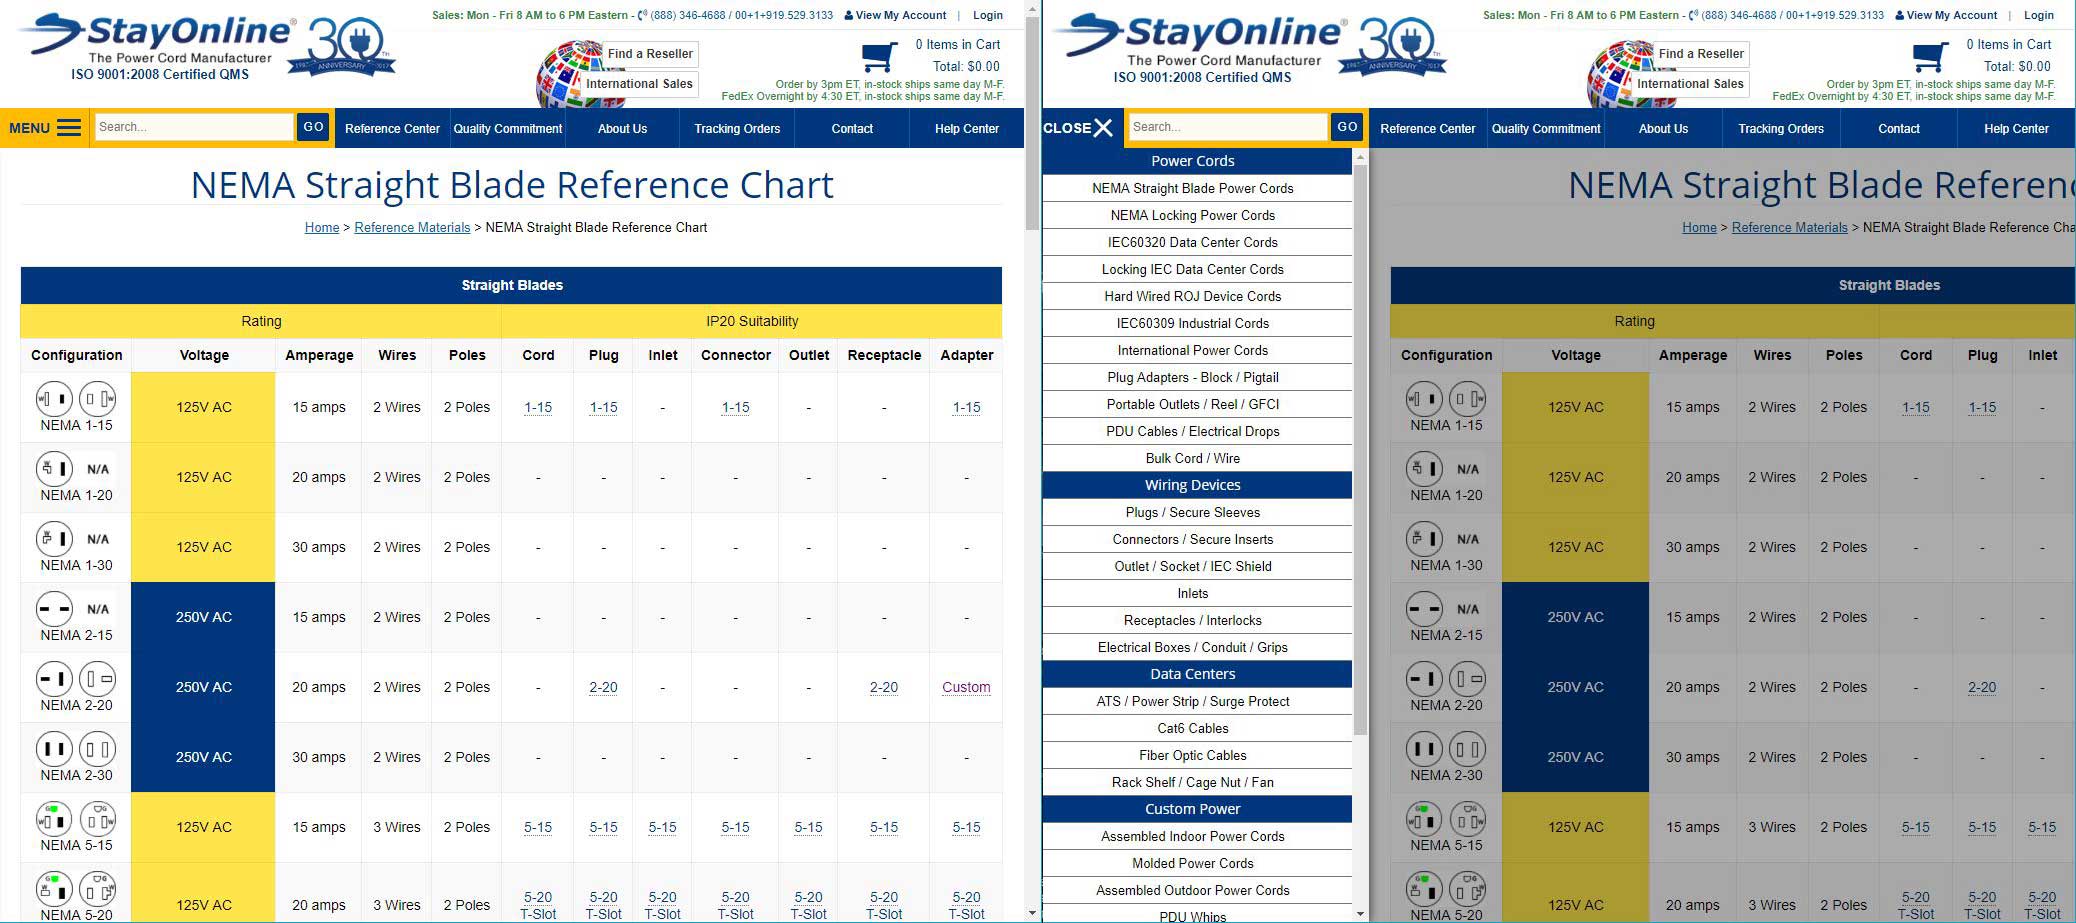 StayOnline®
The Power Cord Manufacturer
ISO 9001:2008 Certified QMS
30 TH
1987 ANNIVERSARY 2017
Sales: Mon - Fri 8 AM to 6 PM Eastern - (888) 346-4688 / 00+1+919.529.3133 View My Account | Login
Find a Reseller
International Sales
0 Items in Cart
Total: $0.00
Order by 3pm ET, in-stock ships same day M-F.
FedEx Overnight by 4:30 ET, in-stock ships same day M-F.
MENU Search... GO Reference Center Quality Commitment About Us Tracking Orders Contact Help Center
NEMA Straight Blade Reference Chart
Home > Reference Materials > NEMA Straight Blade Reference Chart
Straight Blades
Rating IP20 Suitability
Configuration Voltage Amperage Wires Poles Cord Plug Inlet Connector Outlet Receptacle Adapter
W W
NEMA 1-15 125V AC 15 amps 2 Wires 2 Poles 1-15 1-15 - 1-15 - - 1-15
W N/A
NEMA 1-20 125V AC 20 amps 2 Wires 2 Poles - - - - - - -
W N/A
NEMA 1-30 125V AC 30 amps 2 Wires 2 Poles - - - - - - -
N/A
NEMA 2-15 250V AC 15 amps 2 Wires 2 Poles - - - - - - -
NEMA 2-20 250V AC 20 amps 2 Wires 2 Poles - 2-20 - - - 2-20 Custom
NEMA 2-30 250V AC 30 amps 2 Wires 2 Poles - - - - - - -
G W G W
NEMA 5-15 125V AC 15 amps 3 Wires 2 Poles 5-15 5-15 5-15 5-15 5-15 5-15 5-15
G W G W
NEMA 5-20 125V AC 20 amps 3 Wires 2 Poles 5-20 5-20 5-20 5-20 5-20 5-20 5-20
T-Slot T-Slot T-Slot T-Slot T-Slot T-Slot T-Slot
StayOnline®
The Power Cord Manufacturer
ISO 9001:2008 Certified QMS
30 TH
1987 ANNIVERSARY 2017
Sales: Mon - Fri 8 AM to 6 PM Eastern - (888) 346-4688 / 00+1+919.529.3133 View My Account | Login
Find a Reseller
International Sales
0 Items in Cart
Total: $0.00
Order by 3pm ET, in-stock ships same day M-F.
FedEx Overnight by 4:30 ET, in-stock ships same day M-F.
CLOSE Search... GO Reference Center Quality Commitment About Us Tracking Orders Contact Help Center
Power Cords
NEMA Straight Blade Power Cords
NEMA Locking Power Cords
IEC60320 Data Center Cords
Locking IEC Data Center Cords
Hard Wired ROJ Device Cords
IEC60309 Industrial Cords
International Power Cords
Plug Adapters - Block / Pigtail
Portable Outlets / Reel / GFCI
PDU Cables / Electrical Drops
Bulk Cord / Wire
Wiring Devices
Plugs / Secure Sleeves
Connectors / Secure Inserts
Outlet / Socket / IEC Shield
Inlets
Receptacles / Interlocks
Electrical Boxes / Conduit / Grips
Data Centers
ATS / Power Strip / Surge Protect
Cat6 Cables
Fiber Optic Cables
Rack Shelf / Cage Nut / Fan
Custom Power
Assembled Indoor Power Cords
Molded Power Cords
Assembled Outdoor Power Cords
PDU Whips
NEMA Straight Blade Referenc
Home > Reference Materials > NEMA Straight Blade Reference Cha
Straight Blades
Rating
Configuration Voltage Amperage Wires Poles Cord Plug Inlet
W W
NEMA 1-15 125V AC 15 amps 2 Wires 2 Poles 1-15 1-15 -
W N/A
NEMA 1-20 125V AC 20 amps 2 Wires 2 Poles - - -
W N/A
NEMA 1-30 125V AC 30 amps 2 Wires 2 Poles - - -
N/A
NEMA 2-15 250V AC 15 amps 2 Wires 2 Poles - - -
NEMA 2-20 250V AC 20 amps 2 Wires 2 Poles - 2-20 -
NEMA 2-30 250V AC 30 amps 2 Wires 2 Poles - - -
G W G W
NEMA 5-15 125V AC 15 amps 3 Wires 2 Poles 5-15 5-15 5-15
G W G W
NEMA 5-20 125V AC 20 amps 3 Wires 2 Poles 5-20 5-20 5-20
T-Slot T-Slot T-Slot